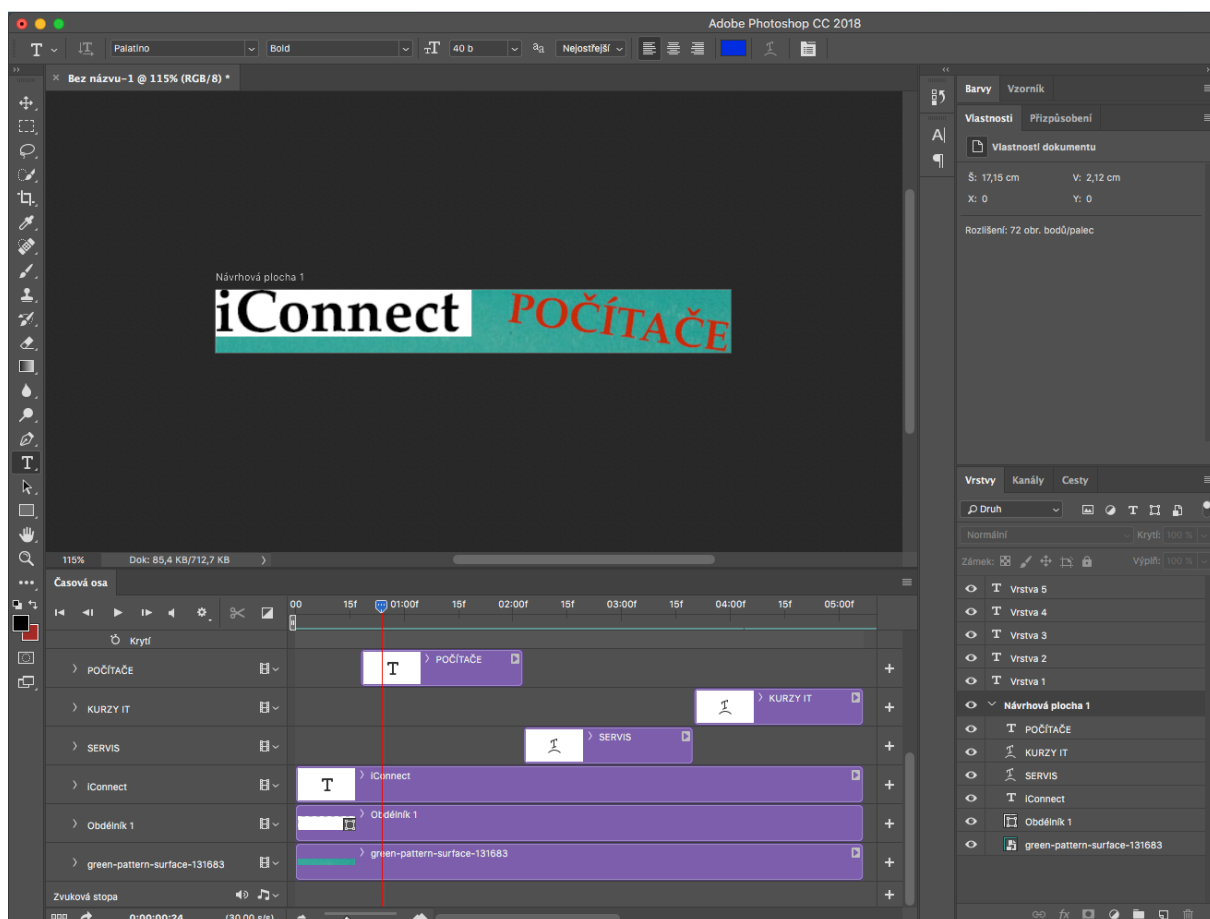 Adobe Photoshop CC 2018
T Palatino Bold 40 b Nejostřejší
× Bez názvu-1 @ 115% (RGB/8) *
Barvy Vzorník
Vlastnosti Přizpůsobení
Vlastnosti dokumentu
Š: 17,15 cm V: 2,12 cm
X: 0 Y: 0
Rozlišení: 72 obr. bodů/palec
Návrhová plocha 1
iConnect POČÍTAČE
115% Dok: 85,4 KB/712,7 KB
Časová osa
00 15f 01:00f 15f 02:00f 15f 03:00f 15f 04:00f 15f 05:00f
Krytí
POČÍTAČE T POČÍTAČE
KURZY IT T KURZY IT
SERVIS T SERVIS
iConnect T iConnect
Obdélník 1 Obdélník 1
green-pattern-surface-131683 green-pattern-surface-131683
Zvuková stopa
0:00:00:24 (30,00 s/s)
Vrstvy Kanály Cesty
Druh
Normální Krytí: 100 %
Zámek: Výplň: 100 %
T Vrstva 5
T Vrstva 4
T Vrstva 3
T Vrstva 2
T Vrstva 1
Návrhová plocha 1
T POČÍTAČE
T KURZY IT
T SERVIS
T iConnect
Obdélník 1
green-pattern-surface-131683
fx